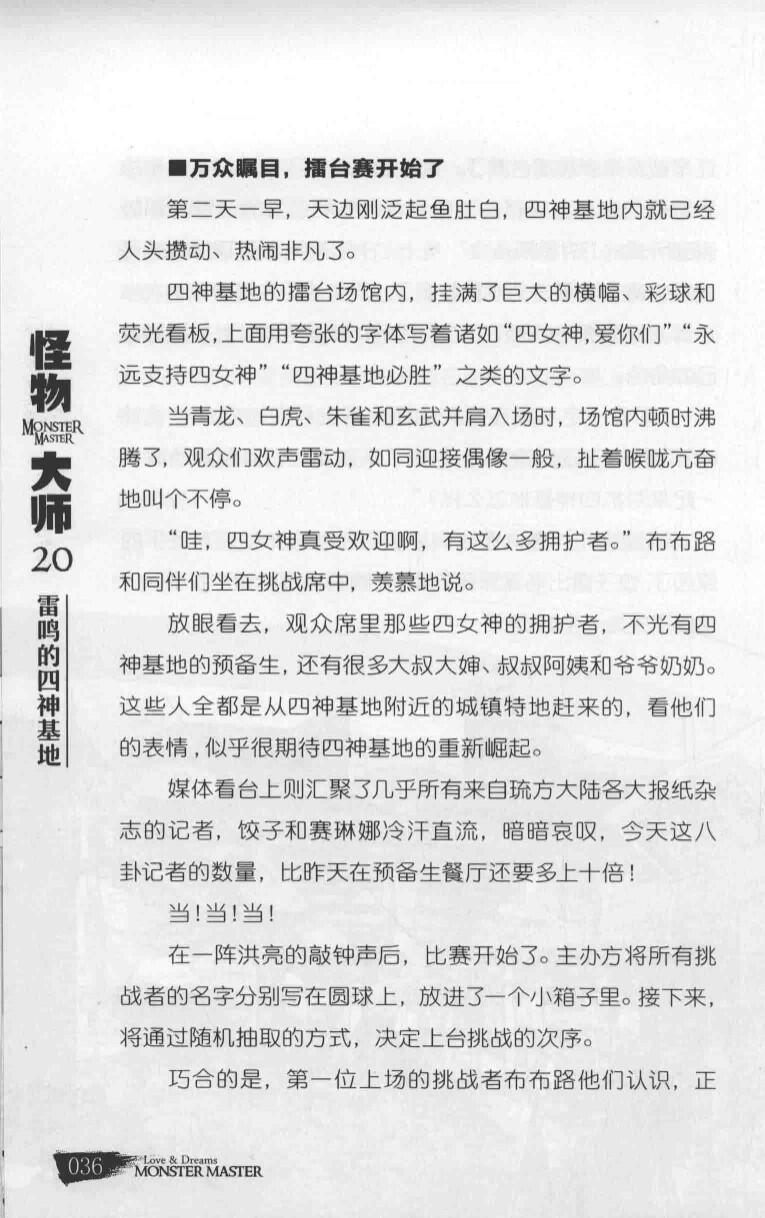 ■万众瞩目，擂台赛开始了
第二天一早，天边刚泛起鱼肚白，四神基地内就已经
人头攒动、热闹非凡了。
四神基地的擂台场馆内，挂满了巨大的横幅、彩球和
荧光看板，上面用夸张的字体写着诸如“四女神，爱你们”“永
远支持四女神”“四神基地必胜”之类的文字。
当青龙、白虎、朱雀和玄武并肩入场时，场馆内顿时沸
腾了，观众们欢声雷动，如同迎接偶像一般，扯着喉咙亢奋
地叫个不停。
“哇，四女神真受欢迎啊，有这么多拥护者。”布布路
和同伴们坐在挑战席中，羡慕地说。
放眼看去，观众席里那些四女神的拥护者，不光有四
神基地的预备生，还有很多大叔大婶、叔叔阿姨和爷爷奶奶。
这些人全都是从四神基地附近的城镇特地赶来的，看他们
的表情，似乎很期待四神基地的重新崛起。
媒体看台上则汇聚了几乎所有来自琉方大陆各大报纸杂
志的记者，饺子和赛琳娜冷汗直流，暗暗哀叹，今天这八
卦记者的数量，比昨天在预备生餐厅还要多上十倍！
当！当！当！
在一阵洪亮的敲钟声后，比赛开始了。主办方将所有挑
战者的名字分别写在圆球上，放进了一个小箱子里。接下来，
将通过随机抽取的方式，决定上台挑战的次序。
巧合的是，第一位上场的挑战者布布路他们认识，正
怪物
MONSTER
MASTER
大师
20
雷鸣的四神基地
036
Love & Dreams
MONSTER MASTER